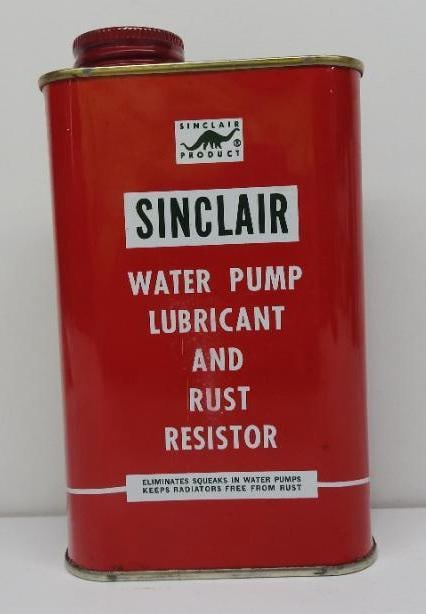 SINCLAIR
PRODUCT ®
SINCLAIR
WATER PUMP
LUBRICANT
AND
RUST
RESISTOR
ELIMINATES SQUEAKS IN WATER PUMPS
KEEPS RADIATORS FREE FROM RUST